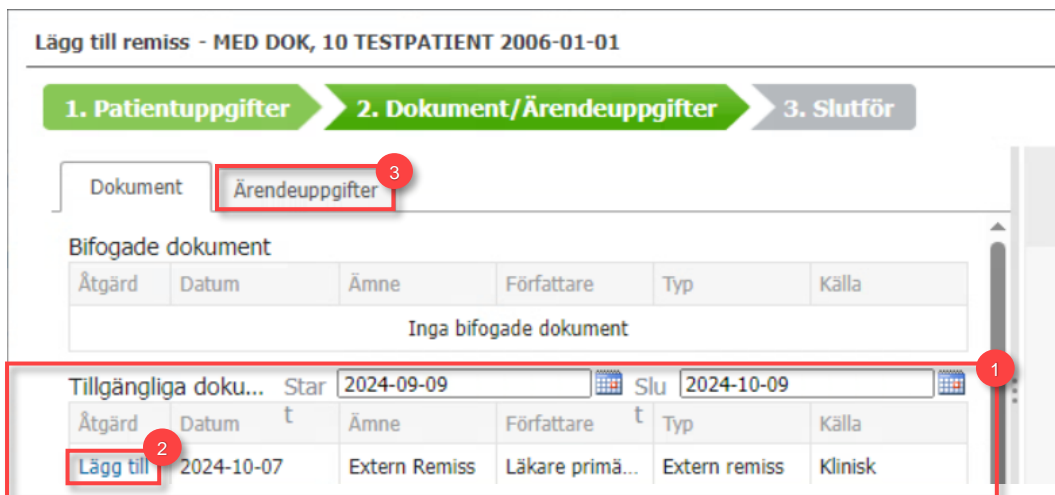 Lägg till remiss - MED DOK, 10 TESTPATIENT 2006-01-01
1. Patientuppgifter 2. Dokument/Ärendeuppgifter 3. Slutför
Dokument Ärendeuppgifter 3
Bifogade dokument
Åtgärd Datum Ämne Författare Typ Källa
Inga bifogade dokument
1
Tillgängliga doku... Start 2024-09-09 Slut 2024-10-09
Åtgärd Datum Ämne Författare Typ Källa
2
Lägg till 2024-10-07 Extern Remiss Läkare primä... Extern remiss Klinisk